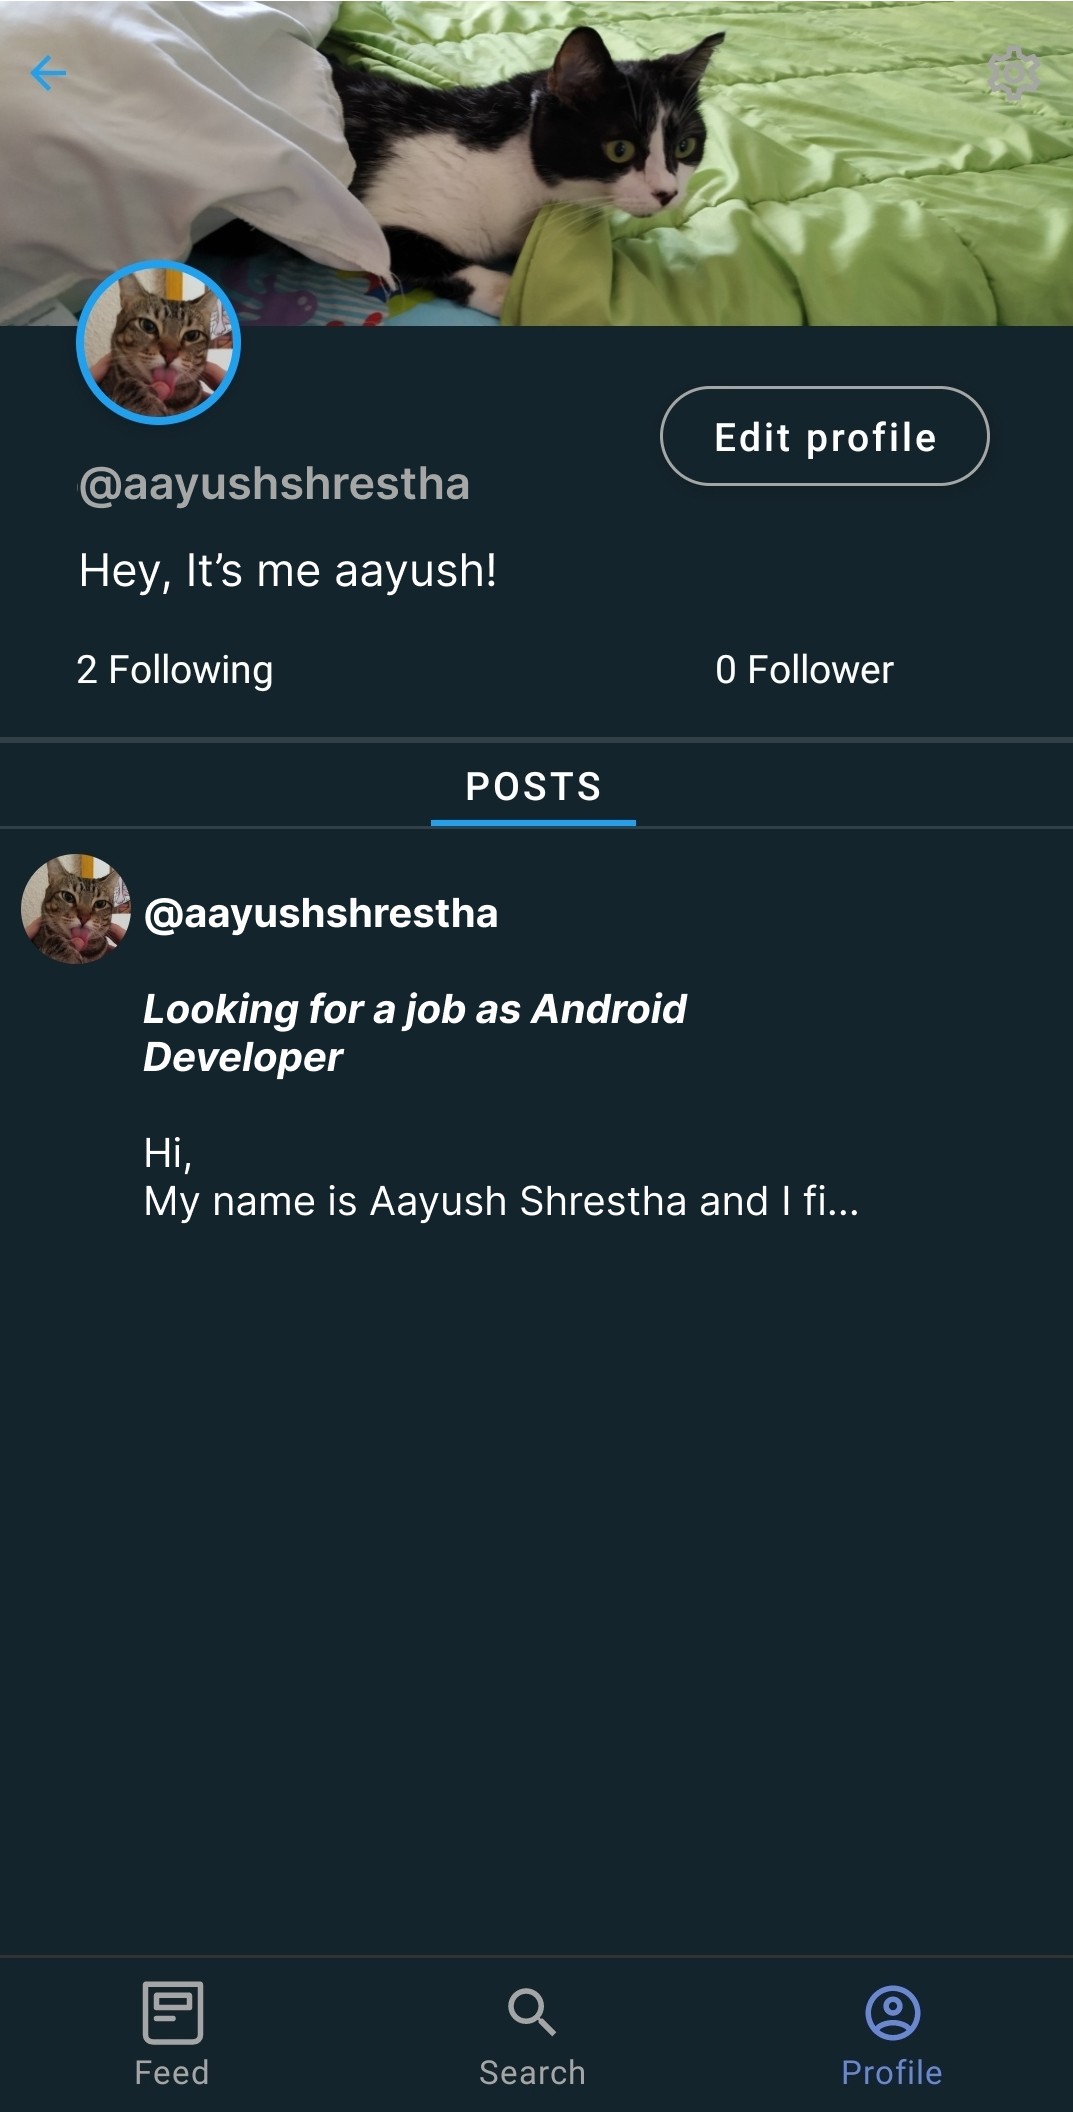 Edit profile
@aayushshrestha
Hey, It’s me aayush!
2 Following
0 Follower
POSTS
@aayushshrestha
Looking for a job as Android
Developer
Hi,
My name is Aayush Shrestha and I fi...
Feed
Search
Profile